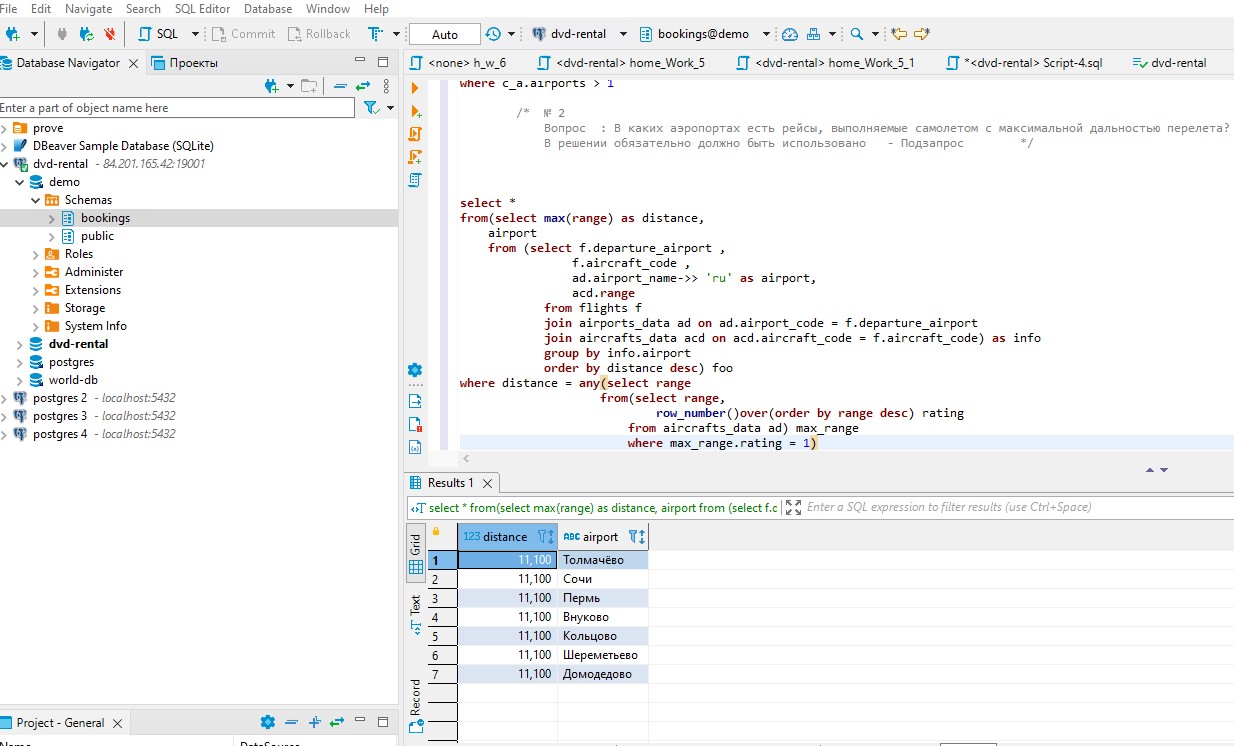 File Edit Navigate Search SQL Editor Database Window Help
SQL Commit Rollback Auto dvd-rental bookings@demo
Database Navigator Проекты
<none> h_w_6 <dvd-rental> home_Work_5 <dvd-rental> home_Work_5_1 *<dvd-rental> Script-4.sql dvd-rental
Enter a part of object name here
prove
DBeaver Sample Database (SQLite)
dvd-rental - 84.201.165.42:19001
demo
Schemas
bookings
public
Roles
Administer
Extensions
Storage
System Info
dvd-rental
postgres
world-db
postgres 2 - localhost:5432
postgres 3 - localhost:5432
postgres 4 - localhost:5432
where c_a.airports > 1
/* № 2
Вопрос : В каких аэропортах есть рейсы, выполняемые самолетом с максимальной дальностью перелета?
В решении обязательно должно быть использовано - Подзапрос */
select *
from(select max(range) as distance,
airport
from (select f.departure_airport ,
f.aircraft_code ,
ad.airport_name->> 'ru' as airport,
acd.range
from flights f
join airports_data ad on ad.airport_code = f.departure_airport
join aircrafts_data acd on acd.aircraft_code = f.aircraft_code) as info
group by info.airport
order by distance desc) foo
where distance = any(select range
from(select range,
row_number()over(order by range desc) rating
from aircrafts_data ad) max_range
where max_range.rating = 1)
Results 1
select * from(select max(range) as distance, airport from (select f.c Enter a SQL expression to filter results (use Ctrl+Space)
Grid
Text
Record
123 distance ABC airport
1 11,100 Толмачёво
2 11,100 Сочи
3 11,100 Пермь
4 11,100 Внуково
5 11,100 Кольцово
6 11,100 Шереметьево
7 11,100 Домодедово
Project - General
Name DataSource